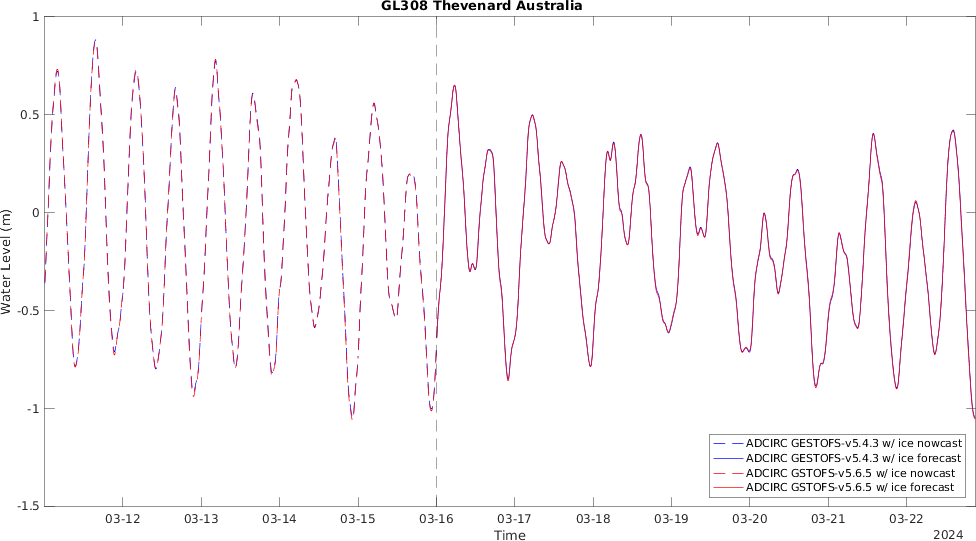 GL308 Thevenard Australia
1
0.5
0
-0.5
-1
-1.5
Water Level (m)
ADCIRC GESTOFS-v5.4.3 w/ ice nowcast
ADCIRC GESTOFS-v5.4.3 w/ ice forecast
ADCIRC GSTOFS-v5.6.5 w/ ice nowcast
ADCIRC GSTOFS-v5.6.5 w/ ice forecast
03-12 03-13 03-14 03-15 03-16 03-17 03-18 03-19 03-20 03-21 03-22
Time
2024